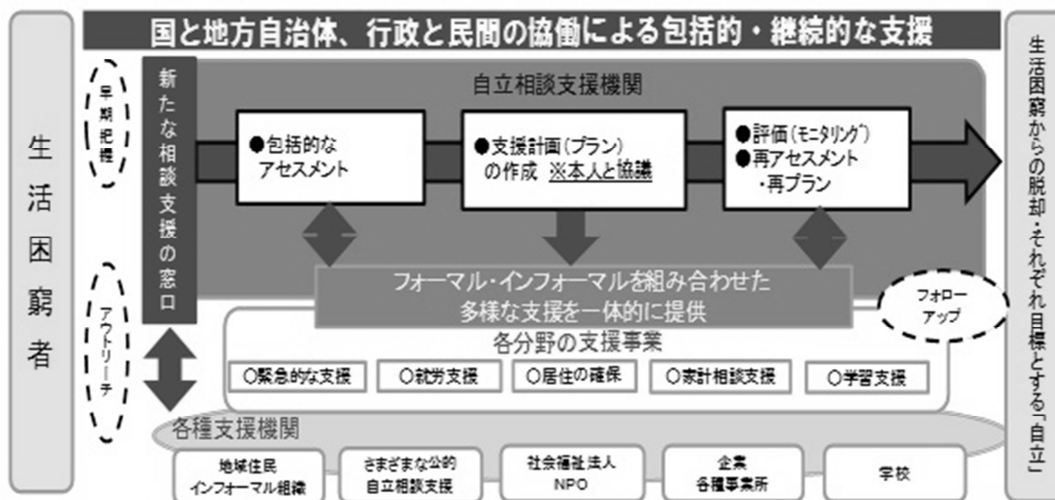 国と地方自治体、行政と民間の協働による包括的・継続的な支援
生活困窮者
早期把握
アウトリーチ
新たな相談支援の窓口
自立相談支援機関
●包括的な
アセスメント
●支援計画(プラン)
の作成 ※本人と協議
●評価(モニタリング)
●再アセスメント
・再プラン
フォーマル・インフォーマルを組み合わせた
多様な支援を一体的に提供
フォロー
アップ
各分野の支援事業
○緊急的な支援
○就労支援
○居住の確保
○家計相談支援
○学習支援
各種支援機関
地域住民
インフォーマル組織
さまざまな公的
自立相談支援
社会福祉法人
NPO
企業
各種事業所
学校
生活困窮からの脱却・それぞれ目標とする「自立」